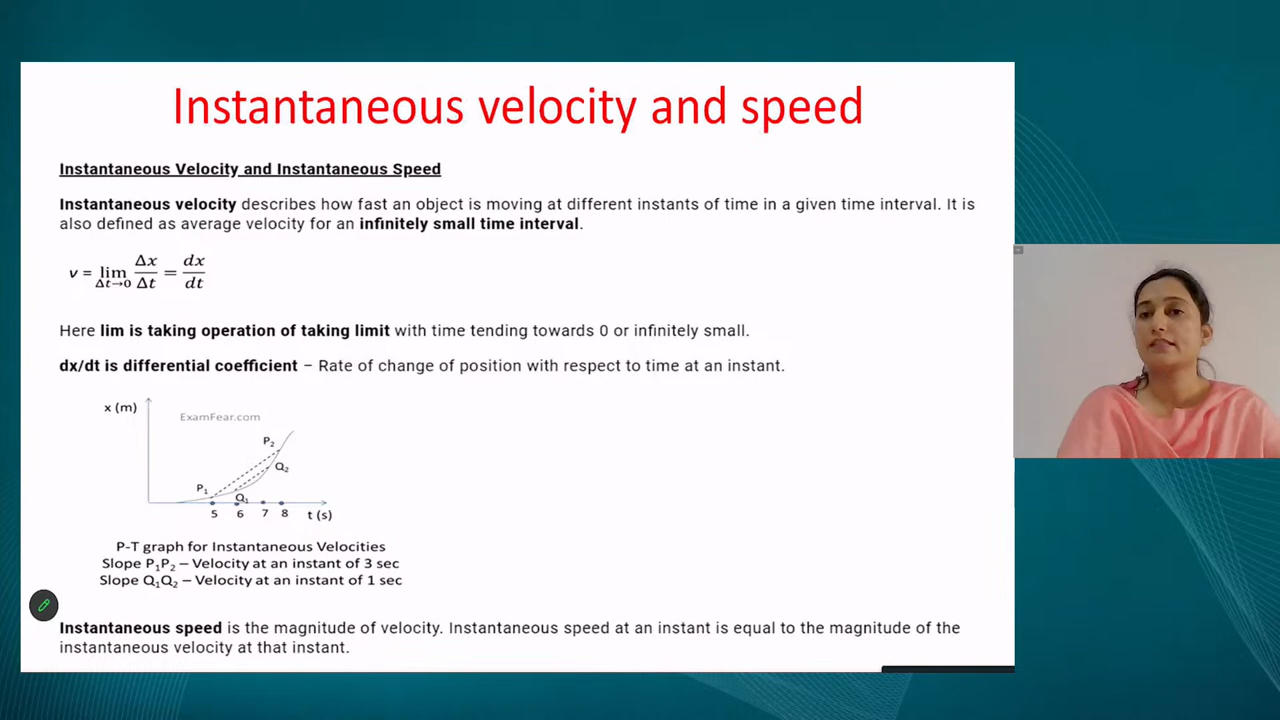 Instantaneous velocity and speed
Instantaneous Velocity and Instantaneous Speed
Instantaneous velocity describes how fast an object is moving at different instants of time in a given time interval. It is
also defined as average velocity for an infinitely small time interval.
v = lim Δt→0 Δx/Δt = dx/dt
Here lim is taking operation of taking limit with time tending towards 0 or infinitely small.
dx/dt is differential coefficient – Rate of change of position with respect to time at an instant.
x (m)
ExamFear.com
P₂
Q₂
P₁
Q₁
5 6 7 8 t (s)
P-T graph for Instantaneous Velocities
Slope P₁P₂ – Velocity at an instant of 3 sec
Slope Q₁Q₂ – Velocity at an instant of 1 sec
Instantaneous speed is the magnitude of velocity. Instantaneous speed at an instant is equal to the magnitude of the
instantaneous velocity at that instant.